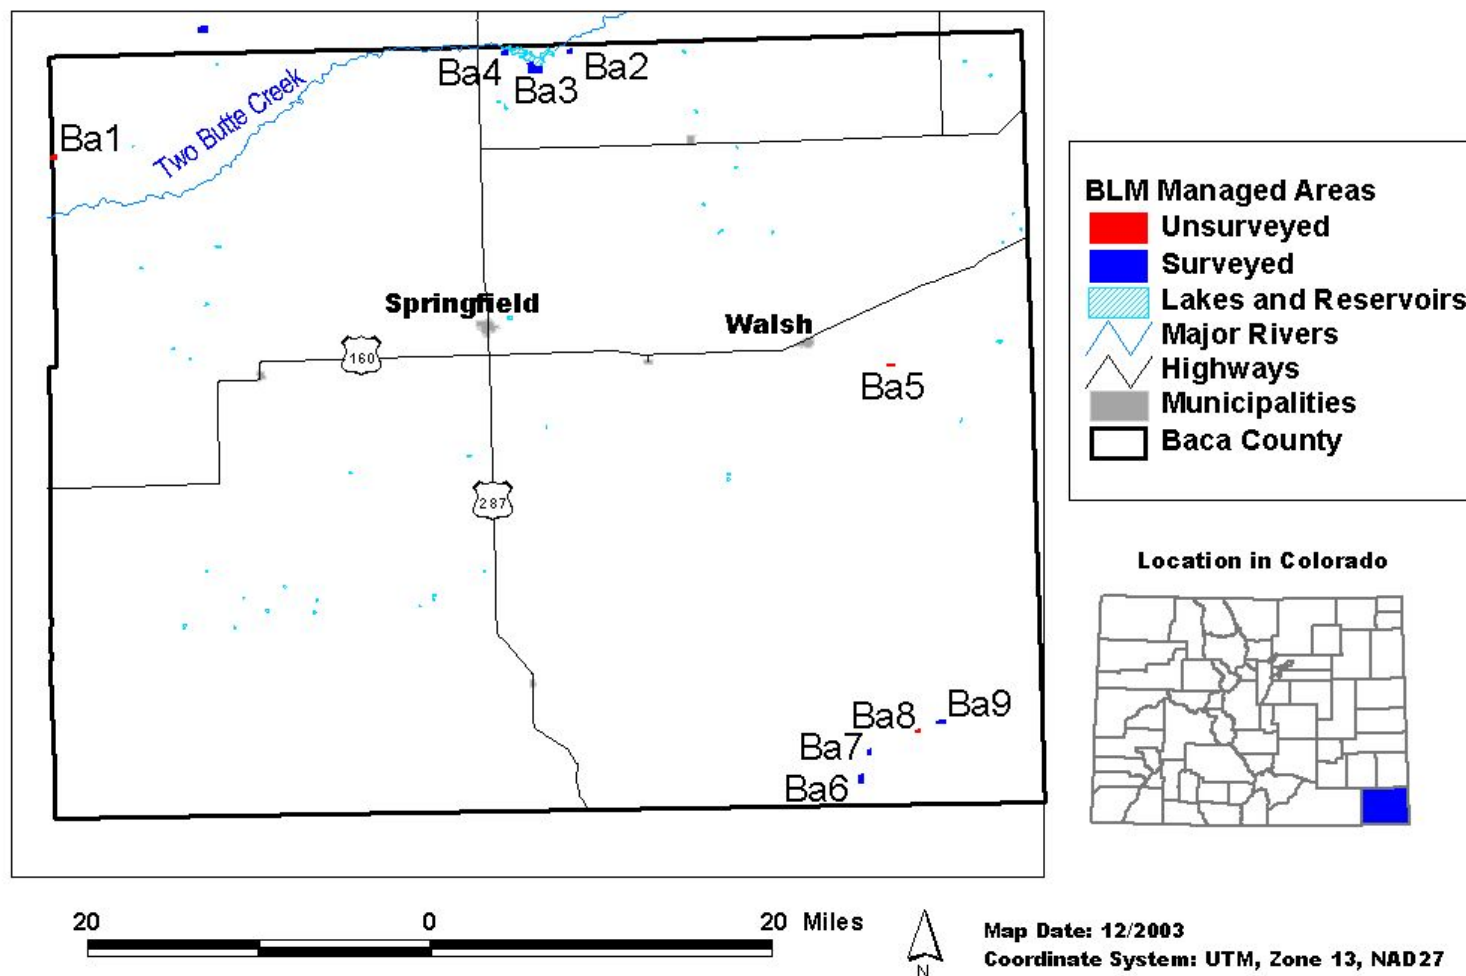 Ba4
Ba2
Ba3
Two Butte Creek
Ba1
Springfield
Walsh
160
Ba5
287
Ba9
Ba8
Ba7
Ba6
BLM Managed Areas
Unsurveyed
Surveyed
Lakes and Reservoirs
Major Rivers
Highways
Municipalities
Baca County
Location in Colorado
20 0 20 Miles
N
Map Date: 12/2003
Coordinate System: UTM, Zone 13, NAD27